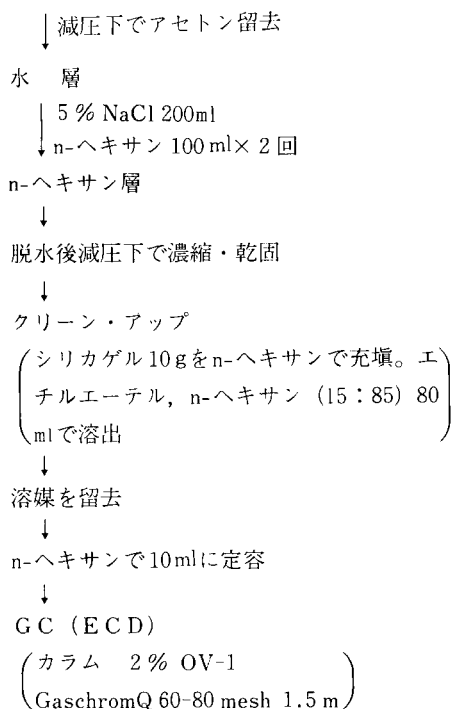 減圧下でアセトン留去
水 層
5 % NaCl 200ml
n-ヘキサン 100 ml× 2 回
n-ヘキサン層
脱水後減圧下で濃縮・乾固
クリーン・アップ
シリカゲル 10 gをn-ヘキサンで充塡。エ
チルエーテル, n-ヘキサン (15：85) 80
mlで溶出
溶媒を留去
n-ヘキサンで10mlに定容
GC (ECD)
カラム 2 % OV-1
GaschromQ 60-80 mesh 1.5 m